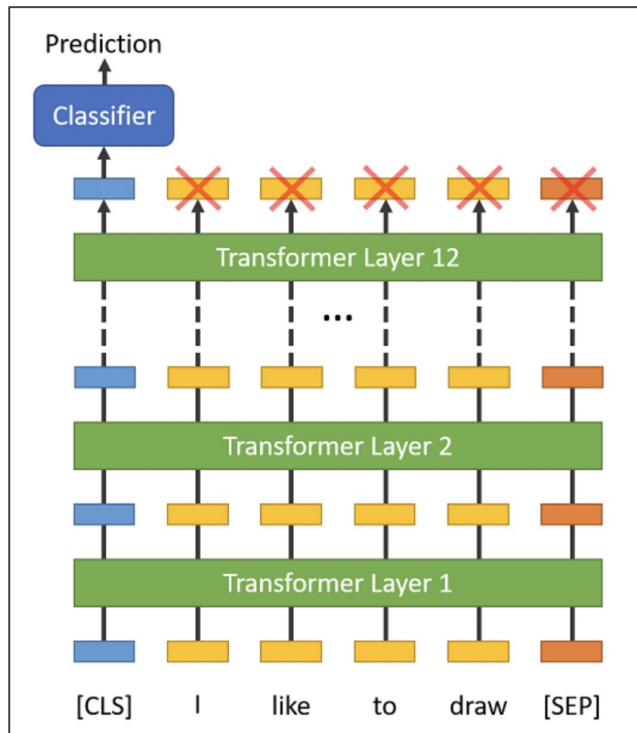 Prediction
Classifier
Transformer Layer 12
...
Transformer Layer 2
Transformer Layer 1
[CLS] I like to draw [SEP]